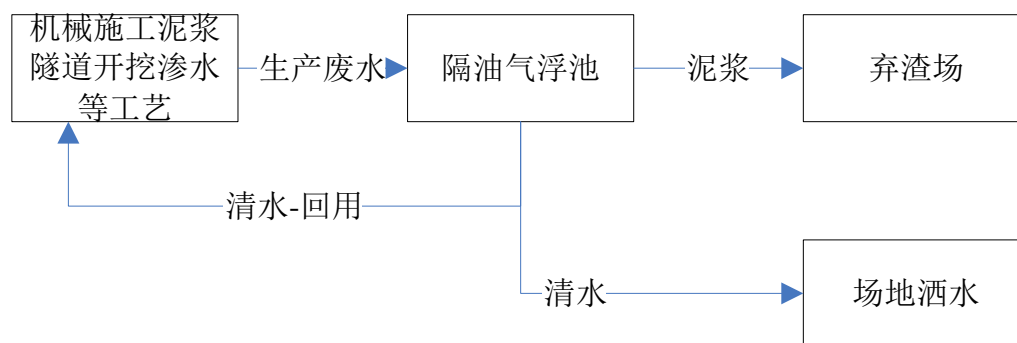 机械施工泥浆
隧道开挖渗水
等工艺
生产废水
隔油气浮池
泥浆
弃渣场
清水-回用
清水
场地洒水